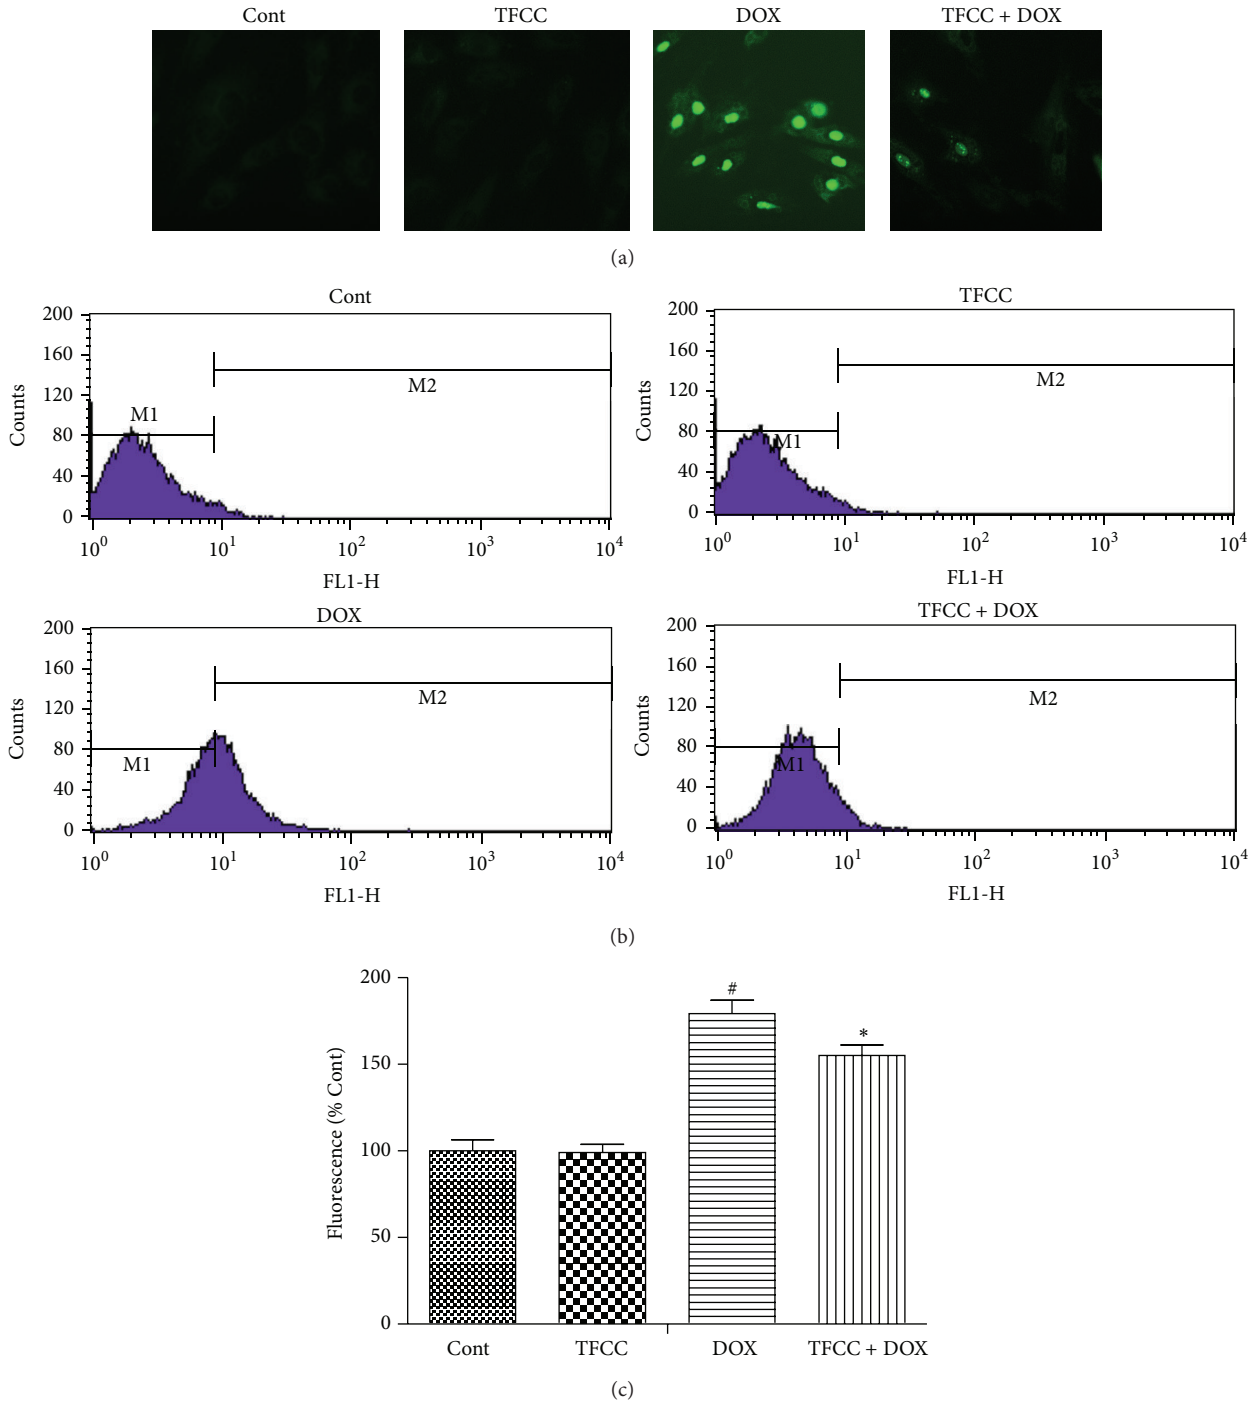 Cont TFCC DOX TFCC + DOX
(a)
Cont
200
160
120
80
40
0
Counts
M1
M2
10^0 10^1 10^2 10^3 10^4
FL1-H
TFCC
200
160
120
80
40
0
Counts
M1
M2
10^0 10^1 10^2 10^3 10^4
FL1-H
DOX
200
160
120
80
40
0
Counts
M1
M2
10^0 10^1 10^2 10^3 10^4
FL1-H
TFCC + DOX
200
160
120
80
40
0
Counts
M1
M2
10^0 10^1 10^2 10^3 10^4
FL1-H
(b)
200
150
100
50
0
Fluorescence (% Cont)
#
*
Cont TFCC DOX TFCC + DOX
(c)